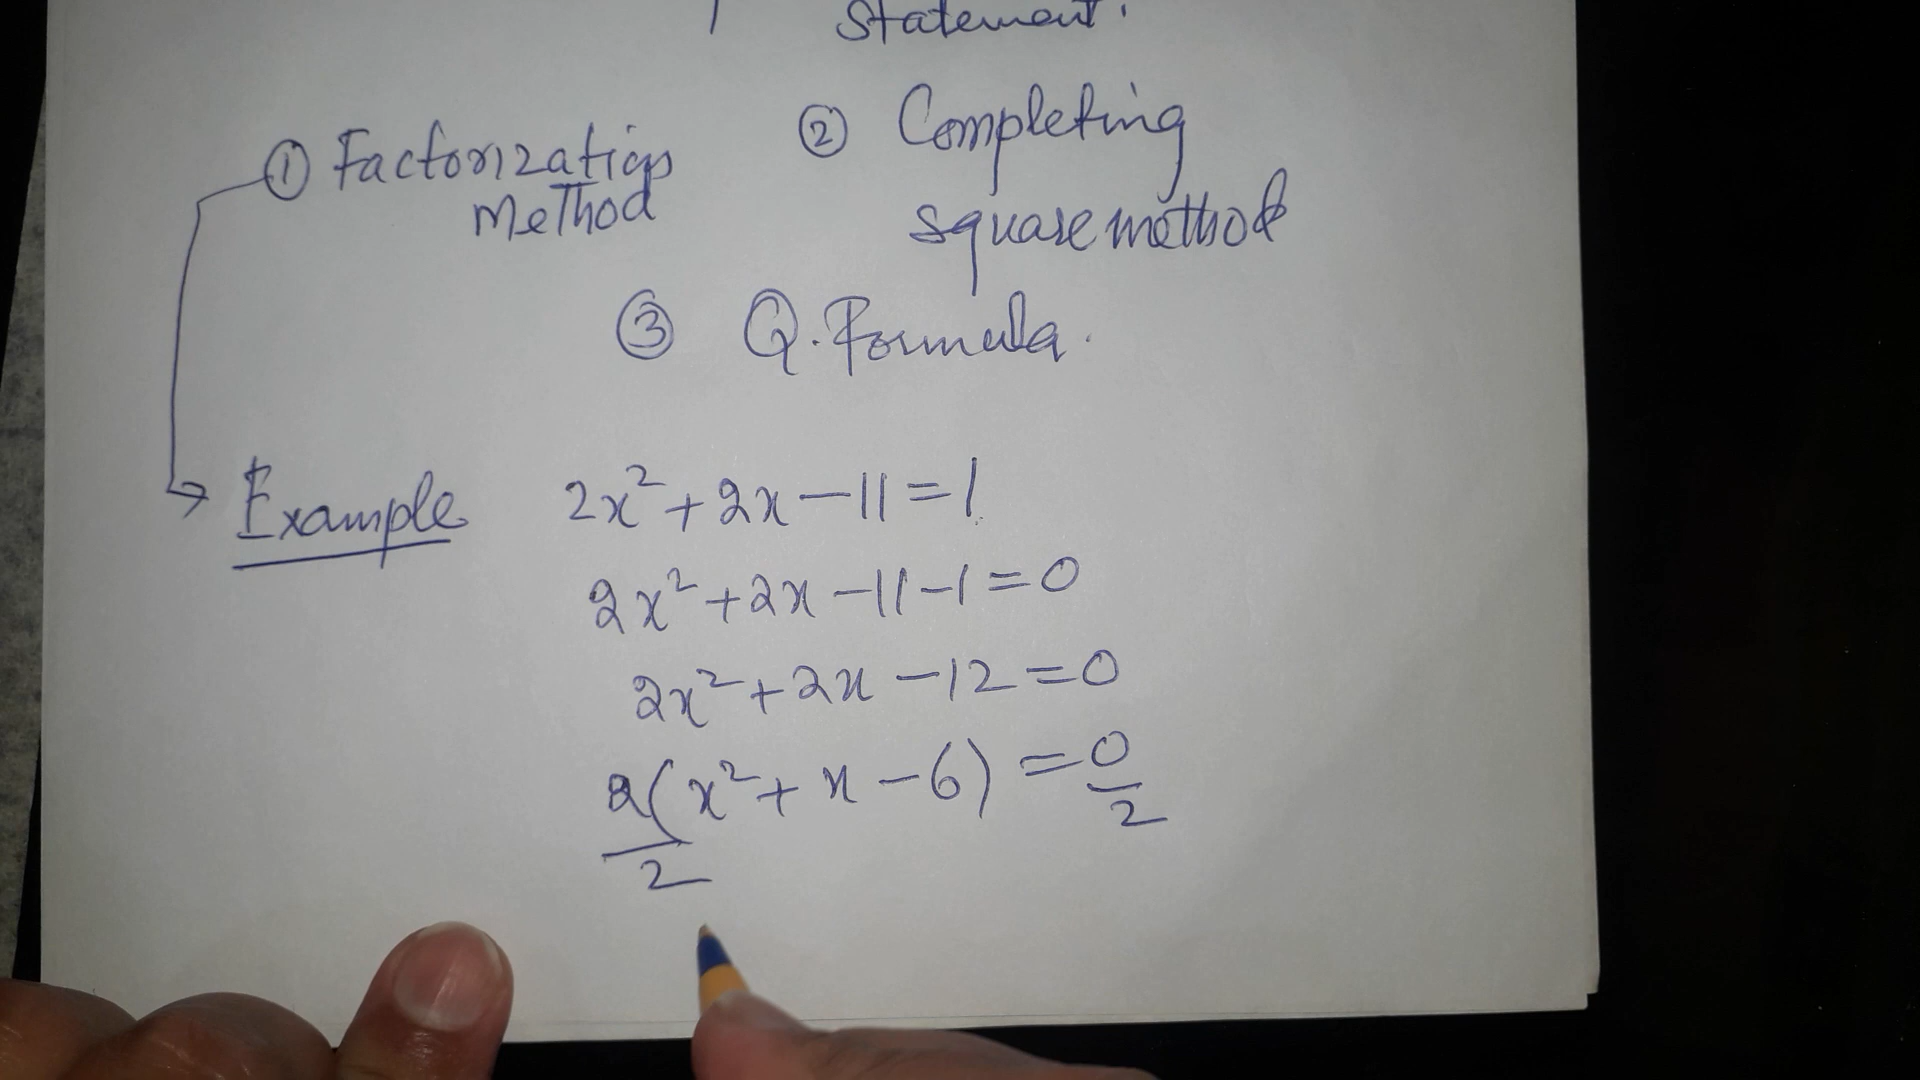 Statement.
① Factorization
Method
② Completing
square method
③ Q. Formula.
Example 2x² + 2x - 11 = 1
2x² + 2x - 11 - 1 = 0
2x² + 2x - 12 = 0
2(x² + x - 6) = 0
2 2